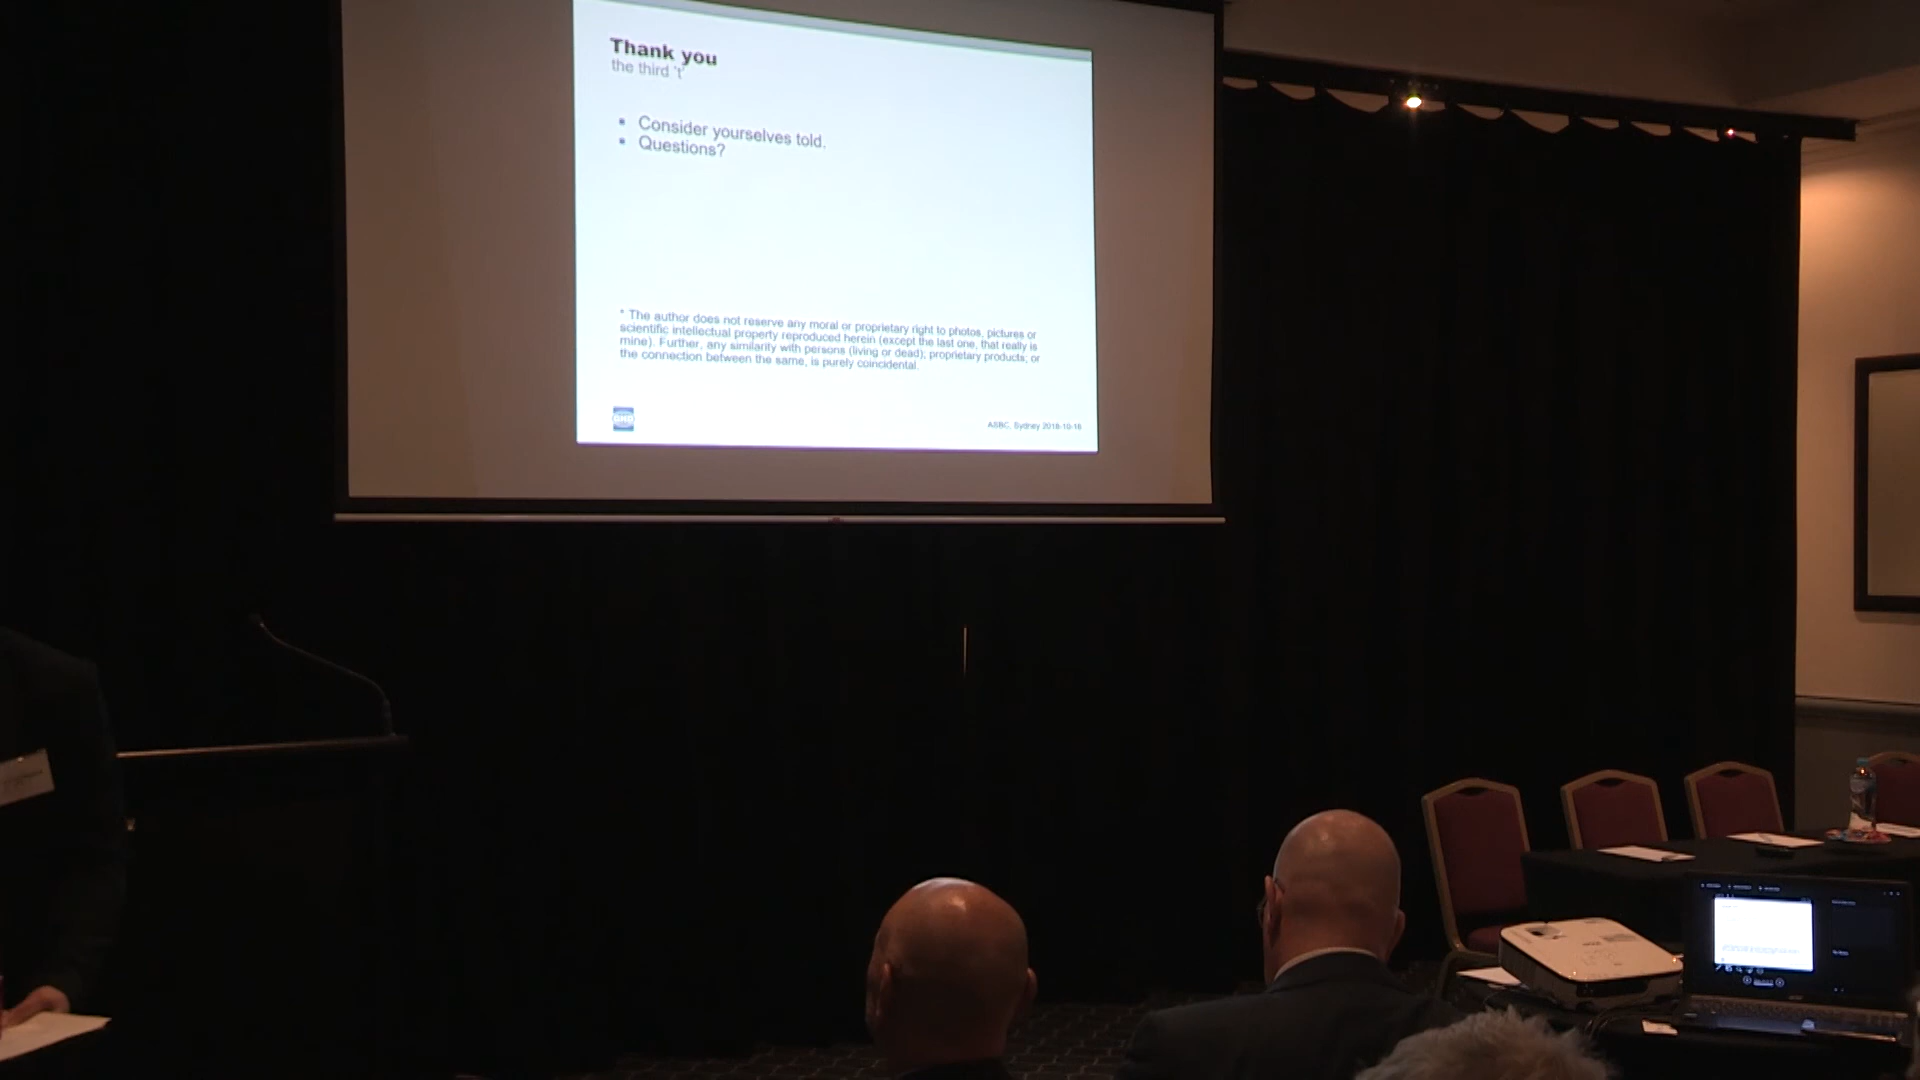 Thank you
the third 't'
Consider yourselves told.
Questions?
* The author does not reserve any moral or proprietary right to photos, pictures or
scientific intellectual property reproduced herein (except the last one, that really is
mine). Further, any similarity with persons (living or dead); proprietary products; or
the connection between the same, is purely coincidental.
GHD
ASBC, Sydney 2018-10-16